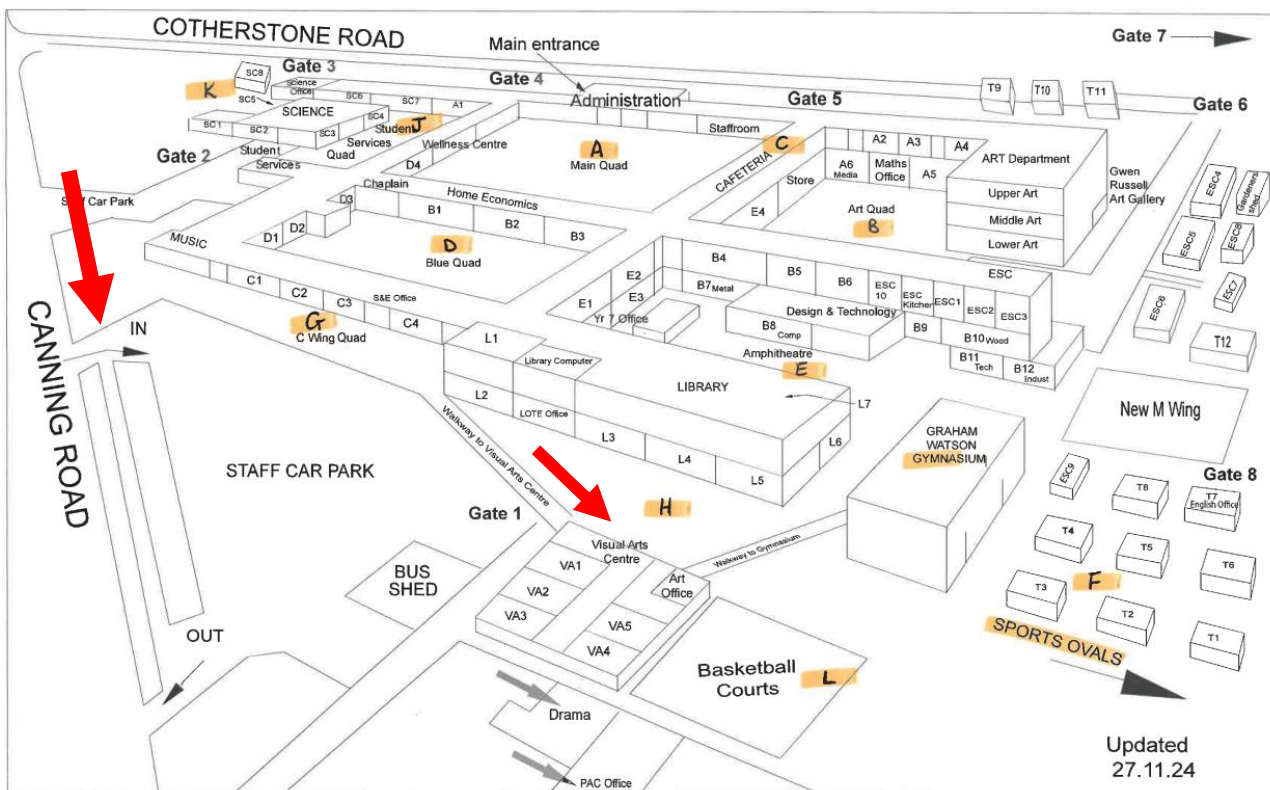 COTHERSTONE ROAD
Gate 7
Main entrance
Gate 3
Gate 4
Administration
Gate 5
Gate 6
T9
T10
T11
K
SC8
Science
Office
SC5
SC6
SC7
A1
SCIENCE
SC1
SC2
SC3
SC4
Student
Services
Quad
J
Gate 2
Student
Services
Wellness Centre
D4
A
Main Quad
Staffroom
C
CAFETERIA
A2
A3
A4
A6
Media
Maths
Office
A5
Store
E4
Art Quad
B
ART Department
Upper Art
Middle Art
Lower Art
Gwen
Russell
Art Gallery
ESC4
Gardeners
shed
ESC5
ESC8
ESC7
ESC6
T12
Staff Car Park
Chaplain
D3
Home Economics
B1
B2
B3
D1
D2
D
Blue Quad
MUSIC
C1
C2
C3
S&E Office
C4
G
C Wing Quad
E1
E2
E3
Yr 7 Office
B4
B5
B6
B7 Metal
ESC
ESC
10
ESC
Kitchen
ESC1
ESC2
ESC3
Design & Technology
B8
Comp
B9
B10 Wood
B11
Tech
B12
Indust
Amphitheatre
E
L1
Library Computer
LIBRARY
L7
L2
LOTE Office
L3
L4
L5
L6
CANNING ROAD
IN
OUT
STAFF CAR PARK
Walkway to Visual Arts Centre
Gate 1
BUS
SHED
H
Visual Arts
Centre
VA1
VA2
VA3
VA4
VA5
Art
Office
Walkway to Gymnasium
GRAHAM
WATSON
GYMNASIUM
New M Wing
Gate 8
ESC9
T8
T7
English Office
T4
T5
T6
T3
F
T2
T1
SPORTS OVALS
Basketball
Courts
L
Drama
PAC Office
Updated
27.11.24